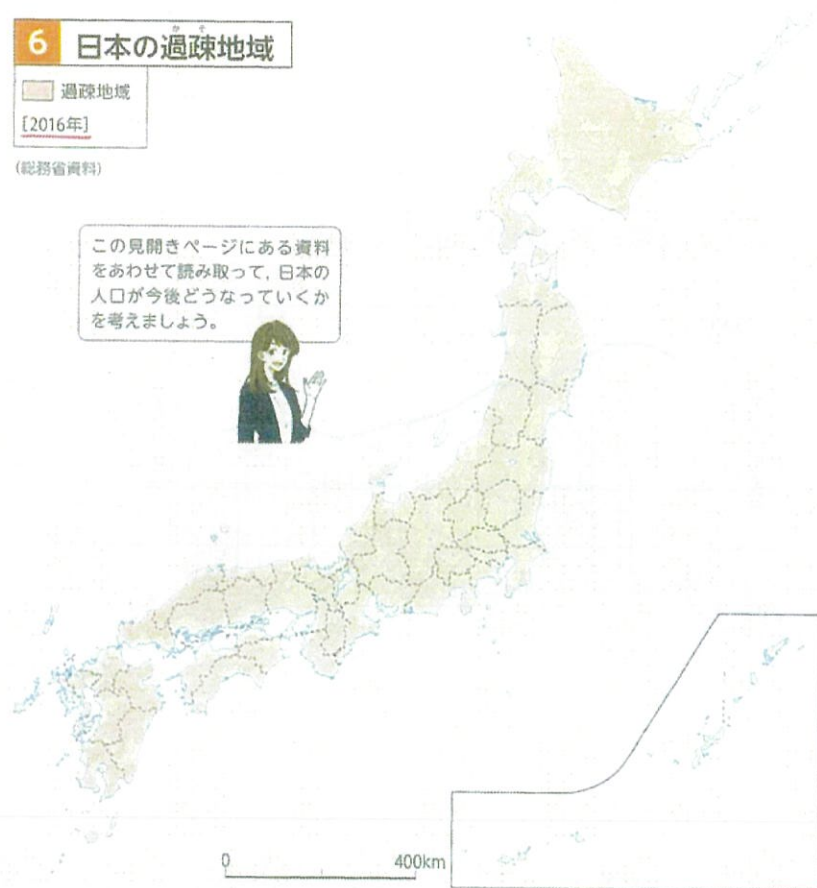 6 日本の過疎地域
かそ
過疎地域
[2016年]
(総務省資料)
この見開きページにある資料
をあわせて読み取って，日本の
人口が今後どうなっていくか
を考えましょう。
0 400km